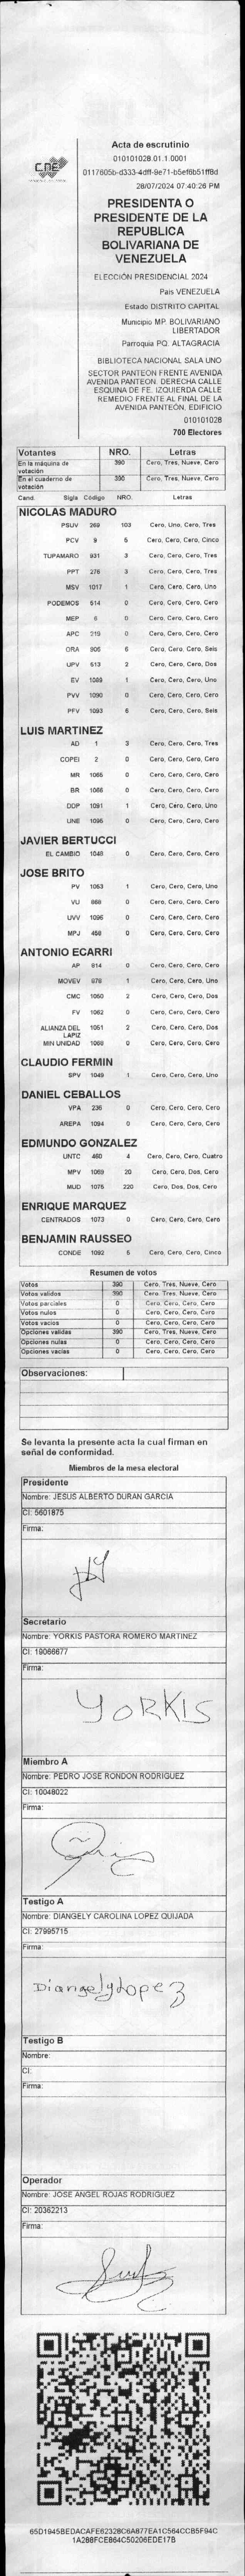 CNE
Acta de escrutinio
010101028.01.1.0001
0117605b-d333-4dff-9e71-b5ef6b51ff8d
28/07/2024 07:40:26 PM
PRESIDENTA O
PRESIDENTE DE LA
REPUBLICA
BOLIVARIANA DE
VENEZUELA
ELECCIÓN PRESIDENCIAL 2024
Pais VENEZUELA
Estado DISTRITO CAPITAL
Municipio MP. BOLIVARIANO
LIBERTADOR
Parroquia PQ. ALTAGRACIA
BIBLIOTECA NACIONAL SALA UNO
SECTOR PANTEON FRENTE AVENIDA
AVENIDA PANTEON. DERECHA CALLE
ESQUINA DE FE. IZQUIERDA CALLE
REMEDIO FRENTE AL FINAL DE LA
AVENIDA PANTEÓN, EDIFICIO
010101028
700 Electores
Votantes NRO. Letras
En la máquina de votación 390 Cero, Tres, Nueve, Cero
En el cuaderno de votación 390 Cero, Tres, Nueve, Cero
Cand. Sigla Código NRO. Letras
NICOLAS MADURO
PSUV 269 103 Cero, Uno, Cero, Tres
PCV 9 5 Cero, Cero, Cero, Cinco
TUPAMARO 931 3 Cero, Cero, Cero, Tres
PPT 276 3 Cero, Cero, Cero, Tres
MSV 1017 1 Cero, Cero, Cero, Uno
PODEMOS 514 0 Cero, Cero, Cero, Cero
MEP 6 0 Cero, Cero, Cero, Cero
APC 219 0 Cero, Cero, Cero, Cero
ORA 906 6 Cero, Cero, Cero, Seis
UPV 513 2 Cero, Cero, Cero, Dos
EV 1089 1 Cero, Cero, Cero, Uno
PVV 1090 0 Cero, Cero, Cero, Cero
PFV 1093 6 Cero, Cero, Cero, Seis
LUIS MARTINEZ
AD 1 3 Cero, Cero, Cero, Tres
COPEI 2 0 Cero, Cero, Cero, Cero
MR 1065 0 Cero, Cero, Cero, Cero
BR 1066 0 Cero, Cero, Cero, Cero
DDP 1091 1 Cero, Cero, Cero, Uno
UNE 1095 0 Cero, Cero, Cero, Cero
JAVIER BERTUCCI
EL CAMBIO 1048 0 Cero, Cero, Cero, Cero
JOSE BRITO
PV 1053 1 Cero, Cero, Cero, Uno
VU 868 0 Cero, Cero, Cero, Cero
UVV 1096 0 Cero, Cero, Cero, Cero
MPJ 458 0 Cero, Cero, Cero, Cero
ANTONIO ECARRI
AP 814 0 Cero, Cero, Cero, Cero
MOVEV 878 1 Cero, Cero, Cero, Uno
CMC 1060 2 Cero, Cero, Cero, Dos
FV 1062 0 Cero, Cero, Cero, Cero
ALIANZA DEL LAPIZ 1051 2 Cero, Cero, Cero, Dos
MIN UNIDAD 1068 0 Cero, Cero, Cero, Cero
CLAUDIO FERMIN
SPV 1049 1 Cero, Cero, Cero, Uno
DANIEL CEBALLOS
VPA 236 0 Cero, Cero, Cero, Cero
AREPA 1094 0 Cero, Cero, Cero, Cero
EDMUNDO GONZALEZ
UNTC 460 4 Cero, Cero, Cero, Cuatro
MPV 1069 20 Cero, Cero, Dos, Cero
MUD 1075 220 Cero, Dos, Dos, Cero
ENRIQUE MARQUEZ
CENTRADOS 1073 0 Cero, Cero, Cero, Cero
BENJAMIN RAUSSEO
CONDE 1092 5 Cero, Cero, Cero, Cinco
Resumen de votos
Votos 390 Cero, Tres, Nueve, Cero
Votos validos 390 Cero, Tres, Nueve, Cero
Votos parciales 0 Cero, Cero, Cero, Cero
Votos nulos 0 Cero, Cero, Cero, Cero
Votos vacios 0 Cero, Cero, Cero, Cero
Opciones validas 390 Cero, Tres, Nueve, Cero
Opciones nulas 0 Cero, Cero, Cero, Cero
Opciones vacias 0 Cero, Cero, Cero, Cero
Observaciones:
Se levanta la presente acta la cual firman en
señal de conformidad.
Miembros de la mesa electoral
Presidente
Nombre: JESUS ALBERTO DURAN GARCIA
CI: 5601875
Firma:
Secretario
Nombre: YORKIS PASTORA ROMERO MARTINEZ
CI: 19066677
Firma:
YORKIS
Miembro A
Nombre: PEDRO JOSE RONDON RODRIGUEZ
CI: 10048022
Firma:
Testigo A
Nombre: DIANGELY CAROLINA LOPEZ QUIJADA
CI: 27995715
Firma:
Diangelyhopez
Testigo B
Nombre:
CI:
Firma:
Operador
Nombre: JOSE ANGEL ROJAS RODRIGUEZ
CI: 20362213
Firma:
65D1945BEDACAFE62328C6A877EA1C564CCB5F94C
1A288FCE864C50206EDE17B